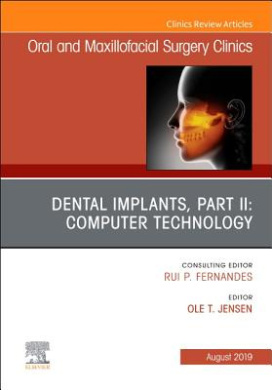 Clinics Review Articles
Oral and Maxillofacial Surgery Clinics
DENTAL IMPLANTS, PART II:
COMPUTER TECHNOLOGY
CONSULTING EDITOR
RUI P. FERNANDES
EDITOR
OLE T. JENSEN
ELSEVIER
August 2019